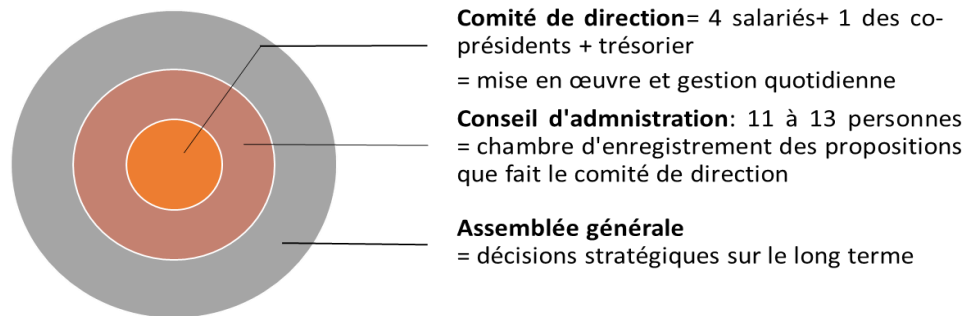 Comité de direction= 4 salariés+ 1 des co-
présidents + trésorier
= mise en œuvre et gestion quotidienne
Conseil d'admnistration: 11 à 13 personnes
= chambre d'enregistrement des propositions
que fait le comité de direction
Assemblée générale
= décisions stratégiques sur le long terme